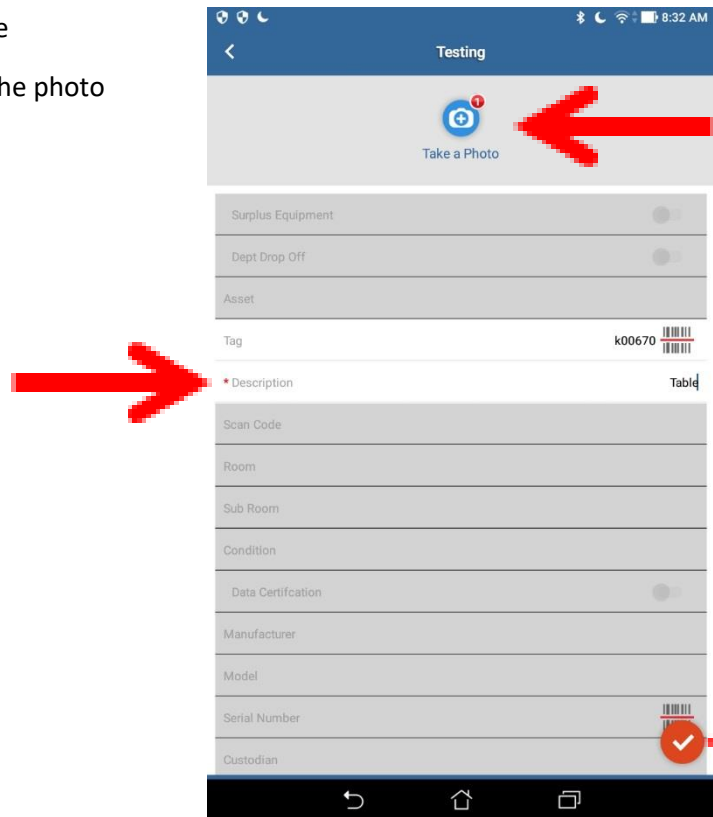 e
he photo
8:32 AM
Testing
1
Take a Photo
Surplus Equipment
Dept Drop Off
Asset
Tag k00670
* Description Table
Scan Code
Room
Sub Room
Condition
Data Certifcation
Manufacturer
Model
Serial Number
Custodian